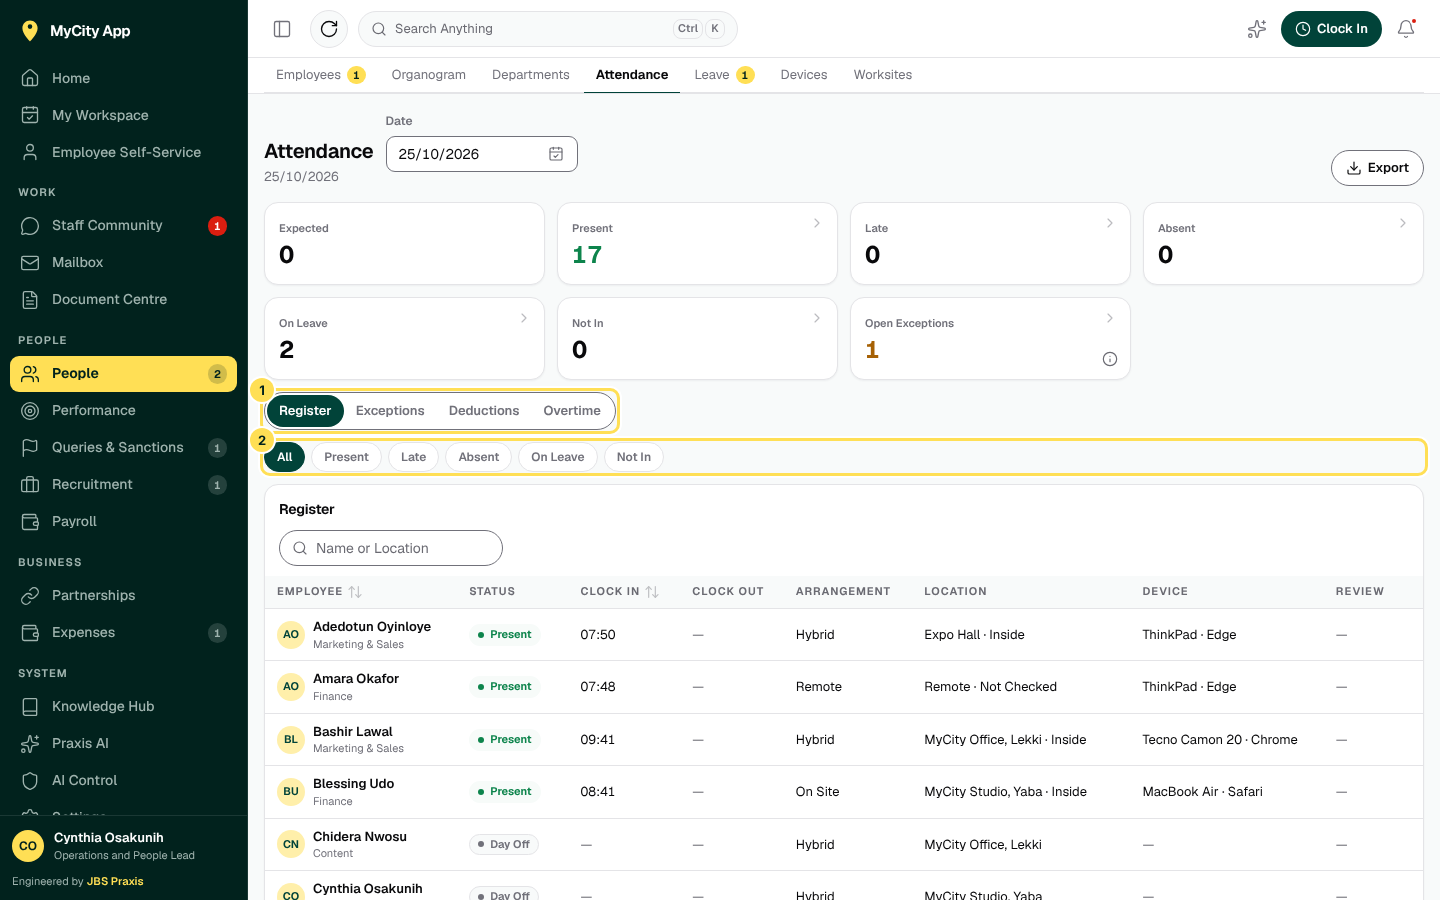 MyCity App
Home
My Workspace
Employee Self-Service
WORK
Staff Community 1
Mailbox
Document Centre
PEOPLE
People 2
Performance
Queries & Sanctions 1
Recruitment 1
Payroll
BUSINESS
Partnerships
Expenses 1
SYSTEM
Knowledge Hub
Praxis AI
AI Control
CO
Cynthia Osakunih
Operations and People Lead
Engineered by JBS Praxis
Search Anything Ctrl K
Clock In
Employees 1 Organogram Departments Attendance Leave 1 Devices Worksites
Date
Attendance
25/10/2026
25/10/2026
Export
Expected
0
Present
17
Late
0
Absent
0
On Leave
2
Not In
0
Open Exceptions
1
1
Register Exceptions Deductions Overtime
2
All Present Late Absent On Leave Not In
Register
Name or Location
EMPLOYEE STATUS CLOCK IN CLOCK OUT ARRANGEMENT LOCATION DEVICE REVIEW
AO Adedotun Oyinloye Present 07:50 — Hybrid Expo Hall · Inside ThinkPad · Edge —
Marketing & Sales
AO Amara Okafor Present 07:48 — Remote Remote · Not Checked ThinkPad · Edge —
Finance
BL Bashir Lawal Present 09:41 — Hybrid MyCity Office, Lekki · Inside Tecno Camon 20 · Chrome —
Marketing & Sales
BU Blessing Udo Present 08:41 — On Site MyCity Studio, Yaba · Inside MacBook Air · Safari —
Finance
CN Chidera Nwosu Day Off — — Hybrid MyCity Office, Lekki — —
Content
CO Cynthia Osakunih Day Off — — Hybrid MyCity Studio, Yaba — —